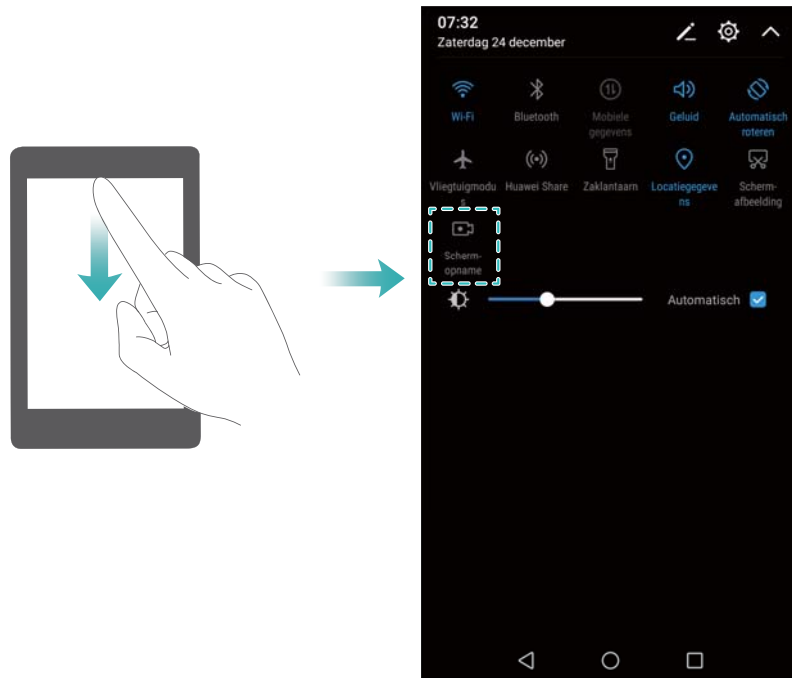 07:32
Zaterdag 24 december
Wi-Fi
Bluetooth
Mobiele
gegevens
Geluid
Automatisch
roteren
Vliegtuigmodu
s
Huawei Share
Zaklantaarn
Locatiegegeve
ns
Scherm-
afbeelding
Scherm-
opname
Automatisch